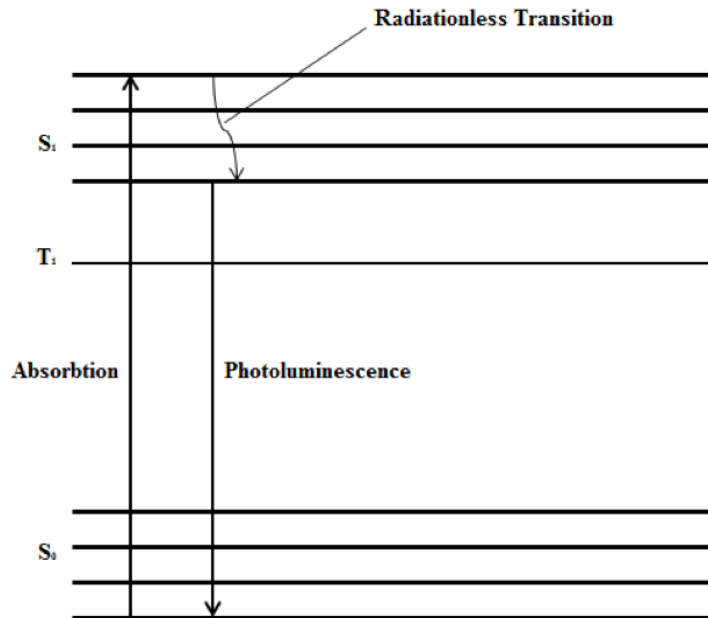 Radiationless Transition
S₁
T₁
Absorbtion
Photoluminescence
S₀